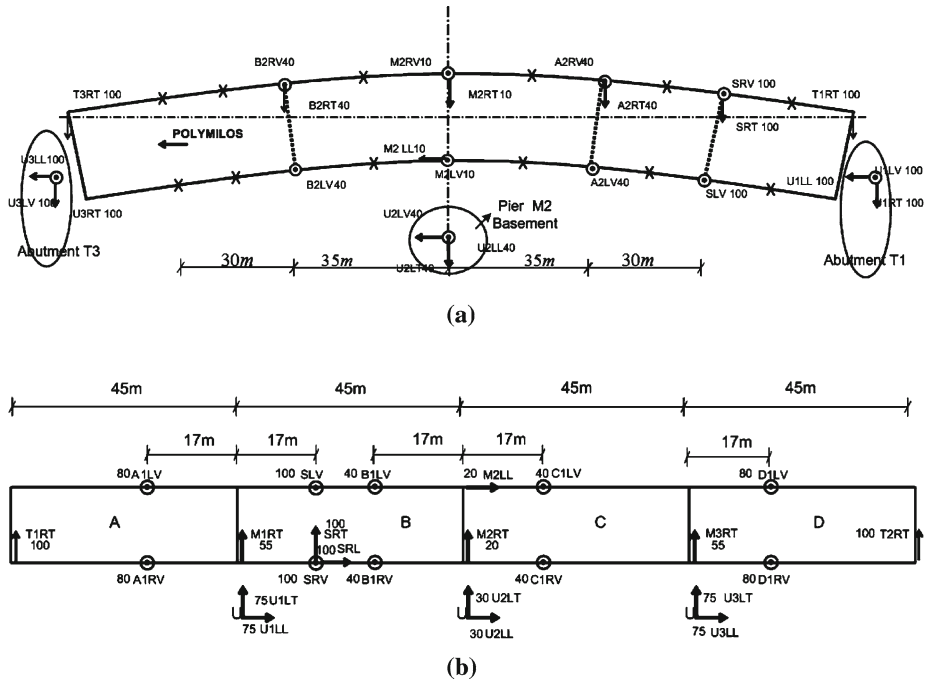 M2RV10
A2RV40
B2RV40
SRV 100
T3RT 100
T1RT 100
M2RT10
B2RT40
A2RT40
SRT 100
POLYMILOS
M2 LL10
M2LV10
U3LL100
B2LV40
A2LV40
SLV 100
U1LL 100
U1LV 100
U3LV 100
U3RT 100
U1RT 100
Pier M2
Basement
U2LV40
U2LL40
U2LT40
Abutment T3
Abutment T1
30m
35m
35m
30m
(a)
45m
45m
45m
45m
17m
17m
17m
17m
17m
80 A1LV
100 SLV
40 B1LV
20 M2LL
40 C1LV
80 D1LV
A
B
C
D
T1RT
100
M1RT
55
100
SRT
100 SRL
M2RT
20
M3RT
55
100 T2RT
80 A1RV
100 SRV
40 B1RV
40 C1RV
80 D1RV
75 U1LT
30 U2LT
75 U3LT
U
U
U
75 U1LL
30 U2LL
75 U3LL
(b)